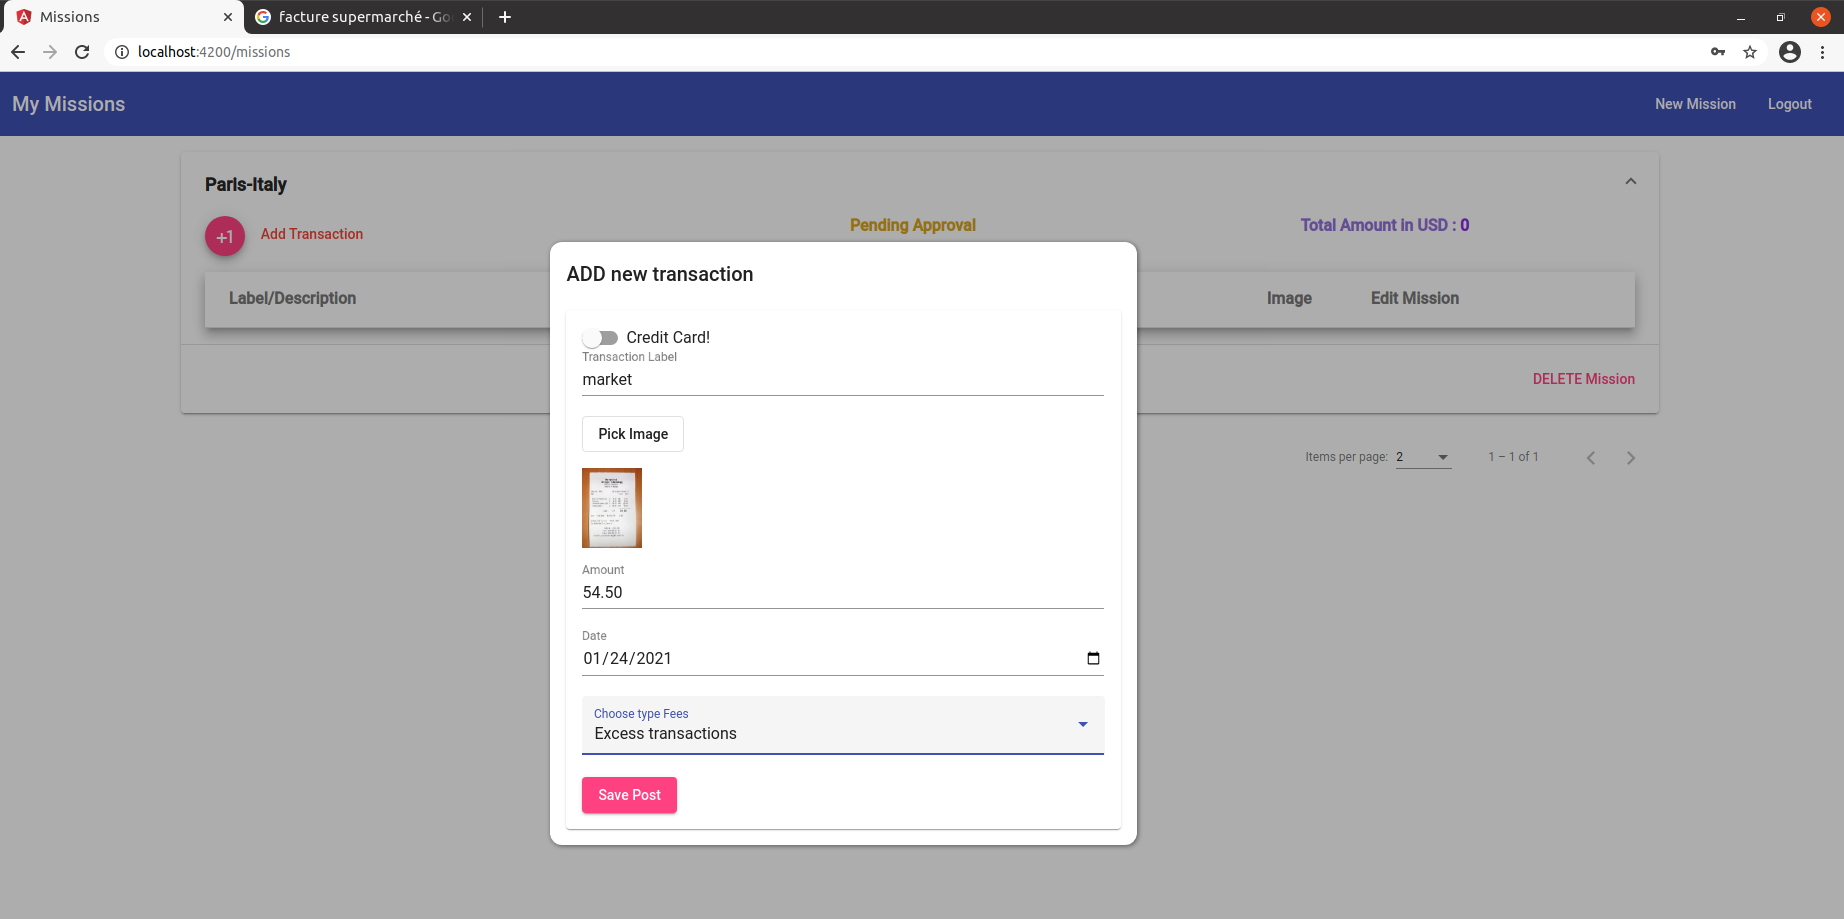 Missions
facture supermarché - Go
localhost:4200/missions
My Missions
New Mission
Logout
Paris-Italy
+1
Add Transaction
Pending Approval
Total Amount in USD : 0
Label/Description
Image
Edit Mission
DELETE Mission
Items per page:
2
1 – 1 of 1
ADD new transaction
Credit Card!
Transaction Label
market
Pick Image
Amount
54.50
Date
01/24/2021
Choose type Fees
Excess transactions
Save Post